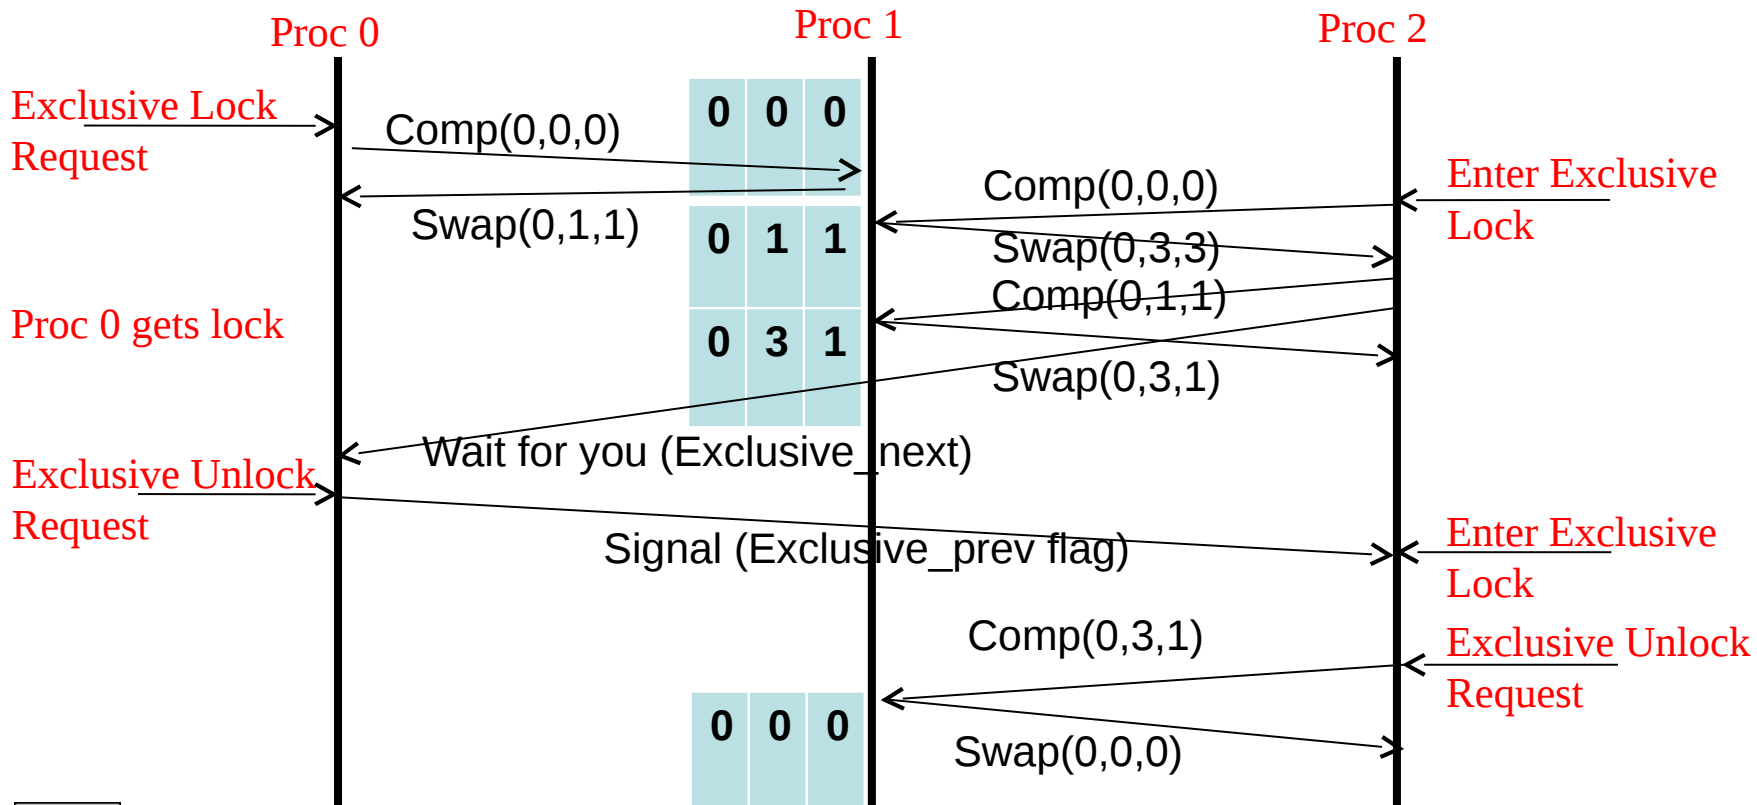 Proc 0
Proc 1
Proc 2
Exclusive Lock
Request
Comp(0,0,0)
0 0 0
Swap(0,1,1)
Comp(0,0,0)
Enter Exclusive
Lock
0 1 1
Swap(0,3,3)
Comp(0,1,1)
Proc 0 gets lock
0 3 1
Swap(0,3,1)
Wait for you (Exclusive_next)
Exclusive Unlock
Request
Signal (Exclusive_prev flag)
Enter Exclusive
Lock
Comp(0,3,1)
Exclusive Unlock
Request
0 0 0
Swap(0,0,0)